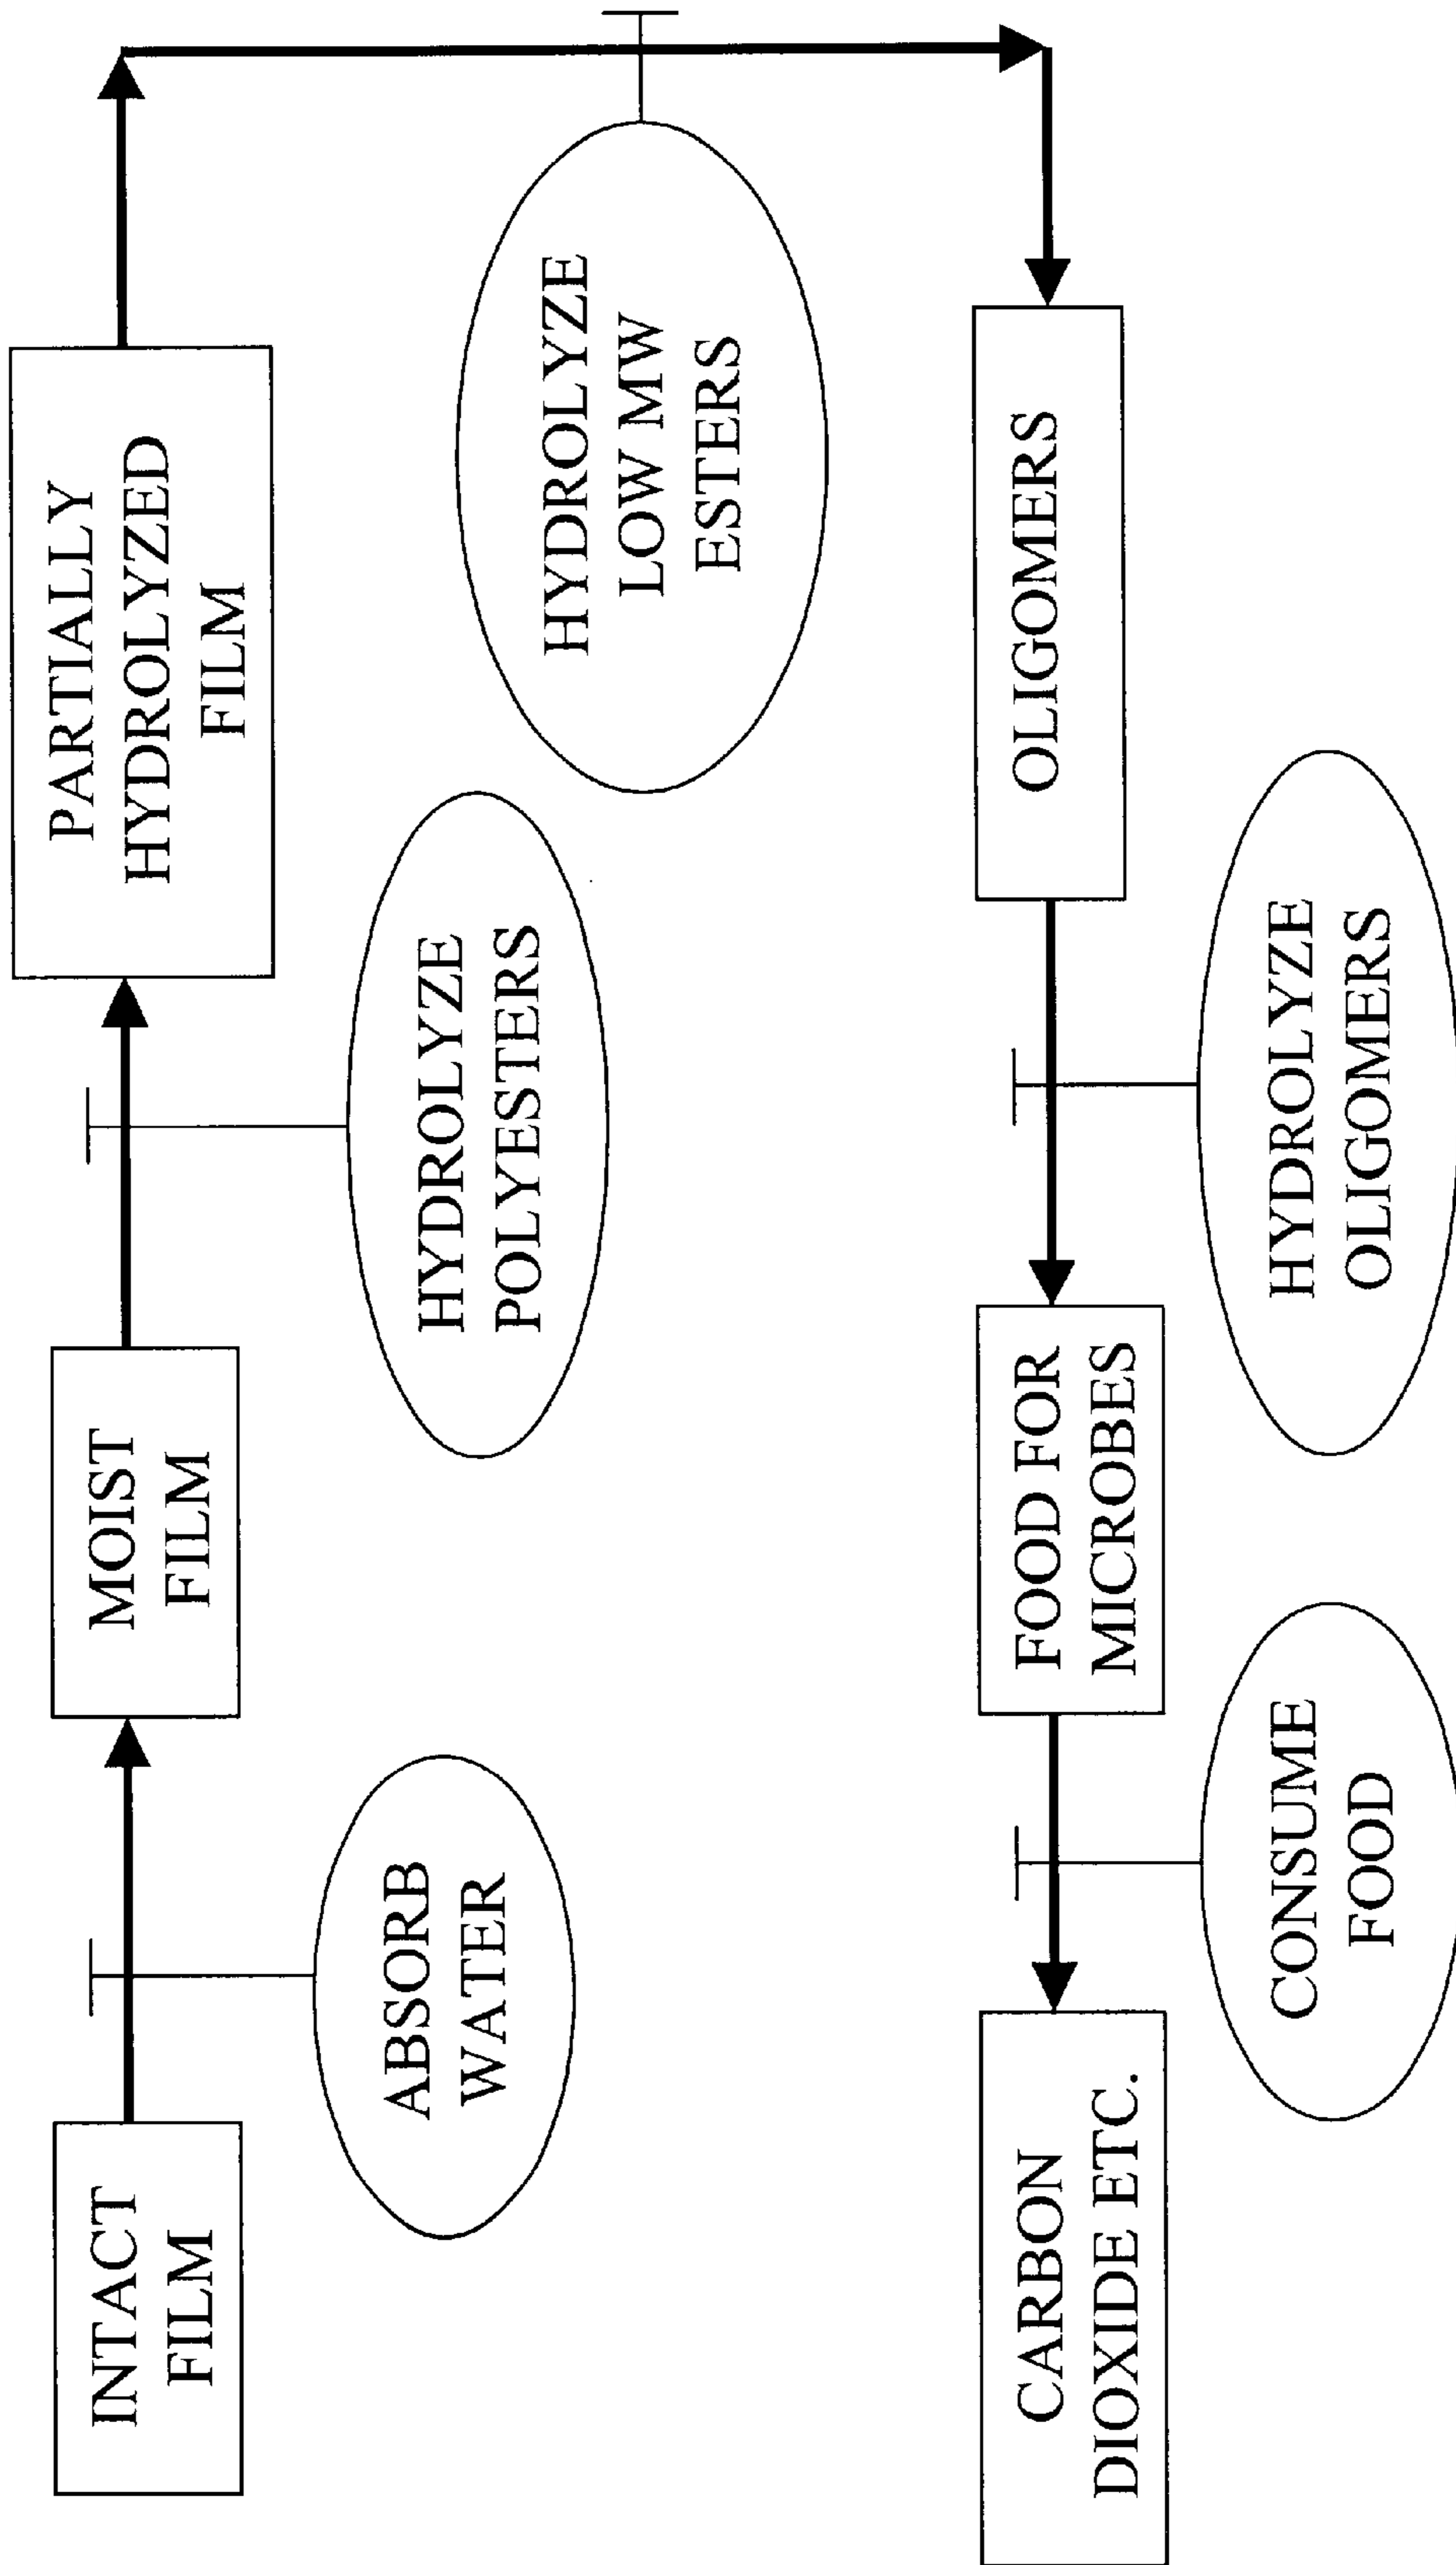 INTACT
FILM
ABSORB
WATER
MOIST
FILM
HYDROLYZE
POLYESTERS
PARTIALLY
HYDROLYZED
FILM
HYDROLYZE
LOW MW
ESTERS
OLIGOMERS
HYDROLYZE
OLIGOMERS
FOOD FOR
MICROBES
CONSUME
FOOD
CARBON
DIOXIDE ETC.